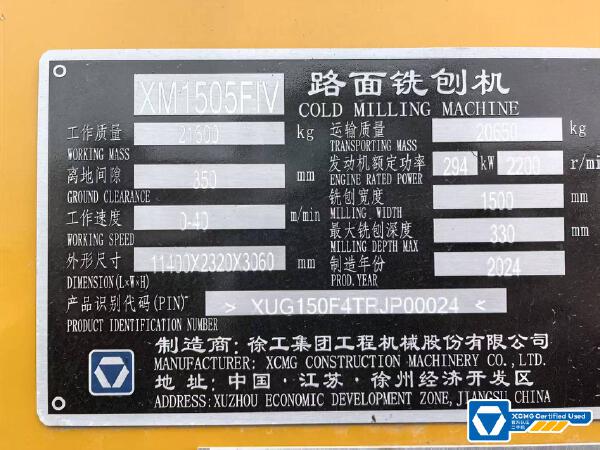 XM1505FIV 路面铣刨机
COLD MILLING MACHINE
工作质量 21300 kg 运输质量 20650 kg
WORKING MASS TRANSPORTING MASS
离地间隙 350 mm 发动机额定功率 294 kW 2200 r/min
GROUND CLEARANCE ENGINE RATED POWER
工作速度 0-40 m/min 铣刨宽度 1500 mm
WORKING SPEED MILLING WIDTH
外形尺寸 11400X2320X3060 mm 最大铣刨深度 330 mm
DIMENSION(L×W×H) MILLING DEPTH MAX
制造年份 2024
PROD.YEAR
产品识别代码(PIN) > XUG150F4TRJP00024 <
PRODUCT IDENTIFICATION NUMBER
制造商:徐工集团工程机械股份有限公司
MANUFACTURER: XCMG CONSTRUCTION MACHINERY CO., LTD.
地 址:中国·江苏·徐州经济开发区
ADDRESS:XUZHOU ECONOMIC DEVELOPMENT ZONE,JIANGSU,CHINA
XCMG Certified Used